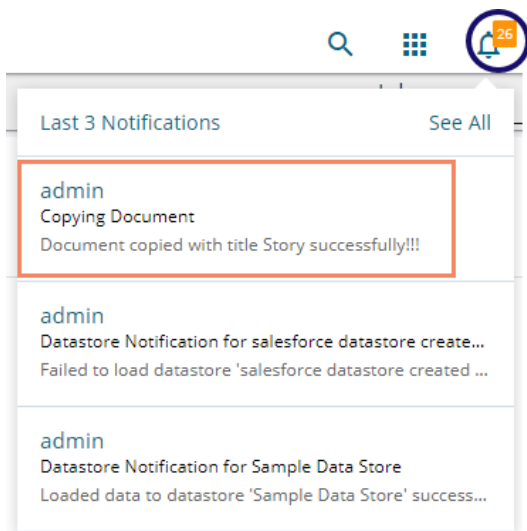 26
Last 3 Notifications See All
admin
Copying Document
Document copied with title Story successfully!!!
admin
Datastore Notification for salesforce datastore create...
Failed to load datastore 'salesforce datastore created ...
admin
Datastore Notification for Sample Data Store
Loaded data to datastore 'Sample Data Store' success...